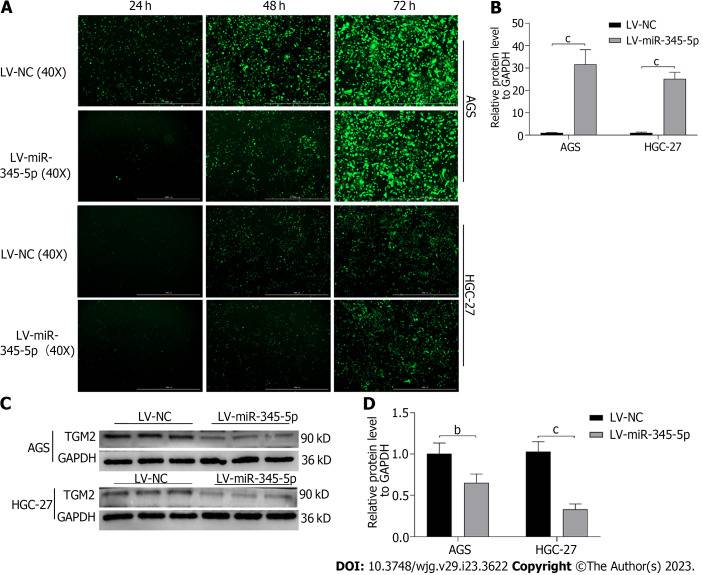 A
24 h 48 h 72 h
LV-NC (40X)
LV-miR-
345-5p (40X)
AGS
LV-NC (40X)
LV-miR-
345-5p (40X)
HGC-27
B
LV-NC
LV-miR-345-5p
Relative protein level
to GAPDH
50
40
30
20
10
0
c
c
AGS HGC-27
C
LV-NC LV-miR-345-5p
AGS
TGM2 90 kD
GAPDH 36 kD
LV-NC LV-miR-345-5p
HGC-27
TGM2 90 kD
GAPDH 36 kD
D
LV-NC
LV-miR-345-5p
Relative protein level
to GAPDH
1.5
1.0
0.5
0.0
b
c
AGS HGC-27
DOI: 10.3748/wjg.v29.i23.3622 Copyright ©The Author(s) 2023.